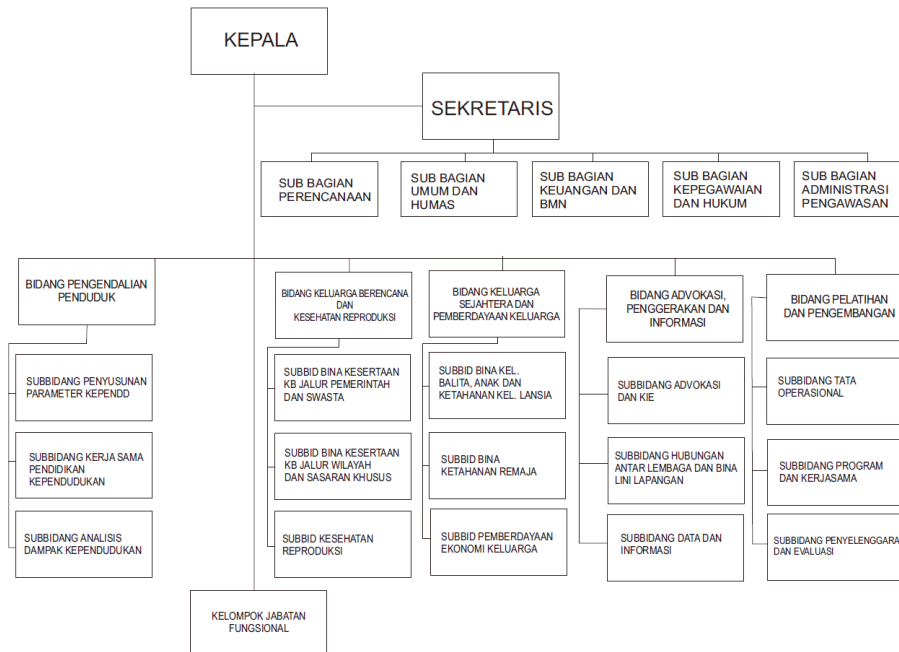 KEPALA
SEKRETARIS
SUB BAGIAN
PERENCANAAN
SUB BAGIAN
UMUM DAN
HUMAS
SUB BAGIAN
KEUANGAN DAN
BMN
SUB BAGIAN
KEPEGAWAIAN
DAN HUKUM
SUB BAGIAN
ADMINISTRASI
PENGAWASAN
BIDANG PENGENDALIAN
PENDUDUK
BIDANG KELUARGA BERENCANA
DAN
KESEHATAN REPRODUKSI
BIDANG KELUARGA
SEJAHTERA DAN
PEMBERDAYAAN KELUARGA
BIDANG ADVOKASI,
PENGGERAKAN DAN
INFORMASI
BIDANG PELATIHAN
DAN PENGEMBANGAN
SUBBIDANG PENYUSUNAN
PARAMETER KEPENDD
SUBBID BINA KESERTAAN
KB JALUR PEMERINTAH
DAN SWASTA
SUBBID BINA KEL.
BALITA, ANAK DAN
KETAHANAN KEL. LANSIA
SUBBIDANG ADVOKASI
DAN KIE
SUBBIDANG TATA
OPERASIONAL
SUBBIDANG KERJA SAMA
PENDIDIKAN
KEPENDUDUKAN
SUBBID BINA KESERTAAN
KB JALUR WILAYAH
DAN SASARAN KHUSUS
SUBBID BINA
KETAHANAN REMAJA
SUBBIDANG HUBUNGAN
ANTAR LEMBAGA DAN BINA
LINI LAPANGAN
SUBBIDANG PROGRAM
DAN KERJASAMA
SUBBIDANG ANALISIS
DAMPAK KEPENDUDUKAN
SUBBID KESEHATAN
REPRODUKSI
SUBBID PEMBERDAYAAN
EKONOMI KELUARGA
SUBBIDANG DATA DAN
INFORMASI
SUBBIDANG PENYELENGGARA
DAN EVALUASI
KELOMPOK JABATAN
FUNGSIONAL